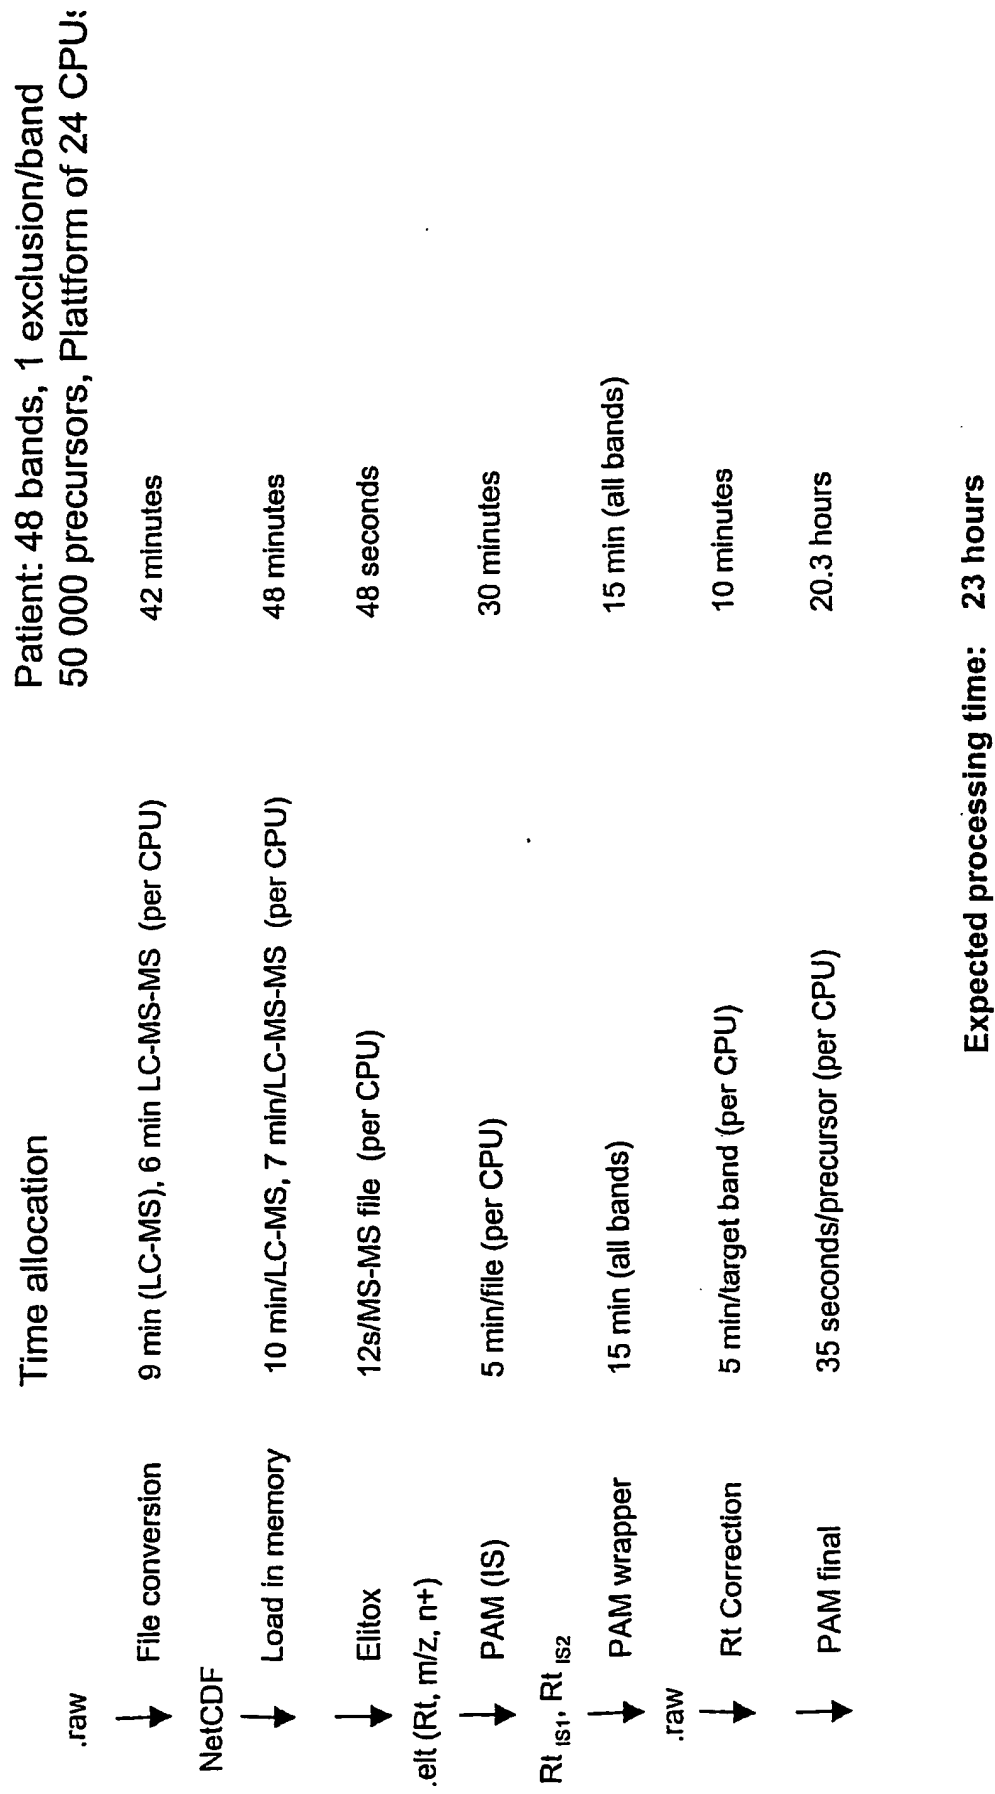 Time allocation
Patient: 48 bands, 1 exclusion/band
50 000 precursors, Plattform of 24 CPUs
.raw
File conversion 9 min (LC-MS), 6 min LC-MS-MS (per CPU) 42 minutes
NetCDF
Load in memory 10 min/LC-MS, 7 min/LC-MS-MS (per CPU) 48 minutes
Elitox 12s/MS-MS file (per CPU) 48 seconds
.elt (Rt, m/z, n+)
PAM (IS) 5 min/file (per CPU) 30 minutes
Rt IS1, Rt IS2
PAM wrapper 15 min (all bands) 15 min (all bands)
.raw
Rt Correction 5 min/target band (per CPU) 10 minutes
PAM final 35 seconds/precursor (per CPU) 20.3 hours
Expected processing time: 23 hours